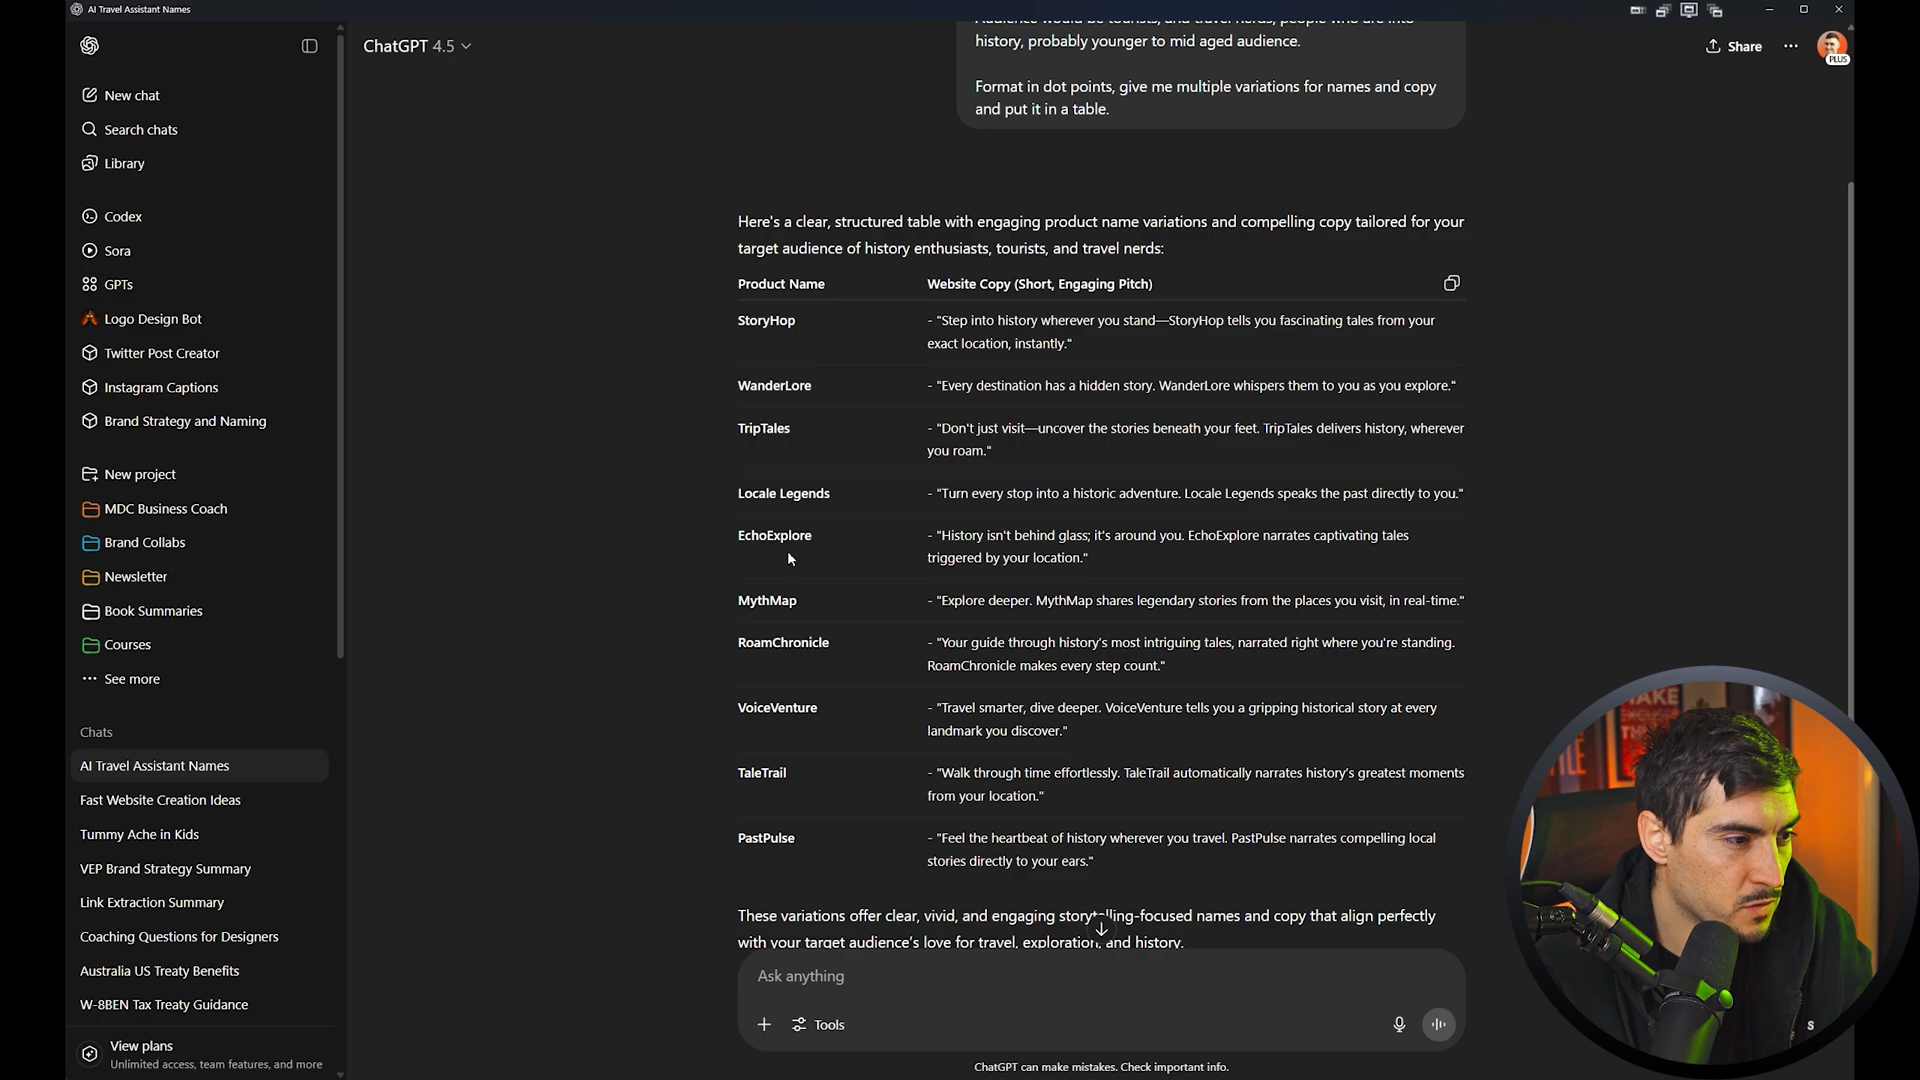 AI Travel Assistant Names
ChatGPT 4.5
Share
PLUS
New chat
Search chats
Library
Codex
Sora
GPTs
Logo Design Bot
Twitter Post Creator
Instagram Captions
Brand Strategy and Naming
New project
MDC Business Coach
Brand Collabs
Newsletter
Book Summaries
Courses
See more
Chats
AI Travel Assistant Names
Fast Website Creation Ideas
Tummy Ache in Kids
VEP Brand Strategy Summary
Link Extraction Summary
Coaching Questions for Designers
Australia US Treaty Benefits
W-8BEN Tax Treaty Guidance
View plans
Unlimited access, team features, and more
Audience would be tourists, and travel nerds, people who are into
history, probably younger to mid aged audience.
Format in dot points, give me multiple variations for names and copy
and put it in a table.
Here's a clear, structured table with engaging product name variations and compelling copy tailored for your
target audience of history enthusiasts, tourists, and travel nerds:
Product Name Website Copy (Short, Engaging Pitch)
StoryHop - "Step into history wherever you stand—StoryHop tells you fascinating tales from your
exact location, instantly."
WanderLore - "Every destination has a hidden story. WanderLore whispers them to you as you explore."
TripTales - "Don't just visit—uncover the stories beneath your feet. TripTales delivers history, wherever
you roam."
Locale Legends - "Turn every stop into a historic adventure. Locale Legends speaks the past directly to you."
EchoExplore - "History isn't behind glass; it's around you. EchoExplore narrates captivating tales
triggered by your location."
MythMap - "Explore deeper. MythMap shares legendary stories from the places you visit, in real-time."
RoamChronicle - "Your guide through history's most intriguing tales, narrated right where you're standing.
RoamChronicle makes every step count."
VoiceVenture - "Travel smarter, dive deeper. VoiceVenture tells you a gripping historical story at every
landmark you discover."
TaleTrail - "Walk through time effortlessly. TaleTrail automatically narrates history's greatest moments
from your location."
PastPulse - "Feel the heartbeat of history wherever you travel. PastPulse narrates compelling local
stories directly to your ears."
These variations offer clear, vivid, and engaging storytelling-focused names and copy that align perfectly
with your target audience's love for travel, exploration, and history.
Ask anything
Tools
ChatGPT can make mistakes. Check important info.
MAKE
S